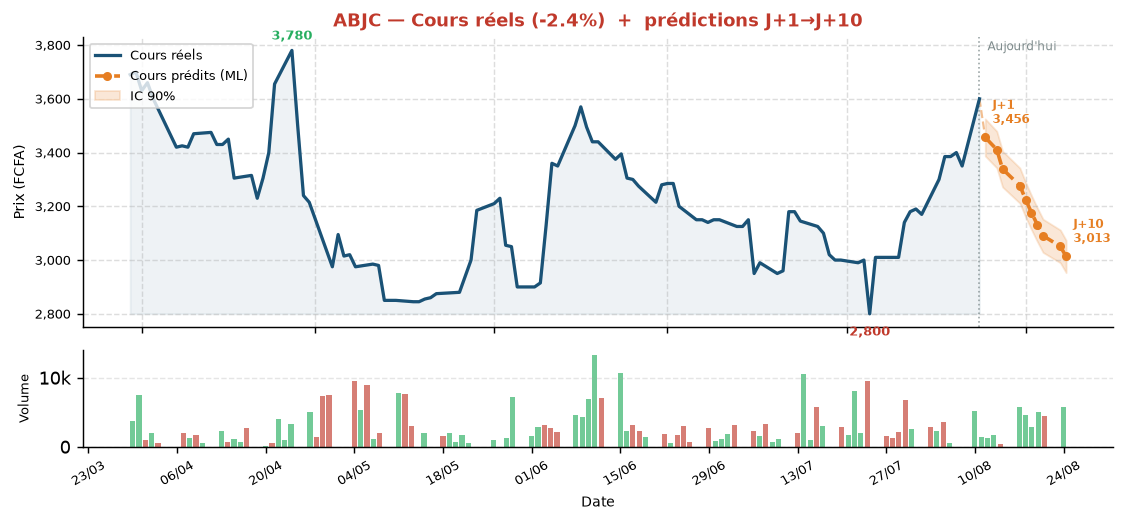 ABJC — Cours réels (-2.4%)  +  prédictions J+1→J+10
3,780
Aujourd'hui
Cours réels
Cours prédits (ML)
IC 90%
J+1
3,456
J+10
3,013
2,800
Prix (FCFA)
3,800
3,600
3,400
3,200
3,000
2,800
Volume
10k
0
23/03
06/04
20/04
04/05
18/05
01/06
15/06
29/06
13/07
27/07
10/08
24/08
Date